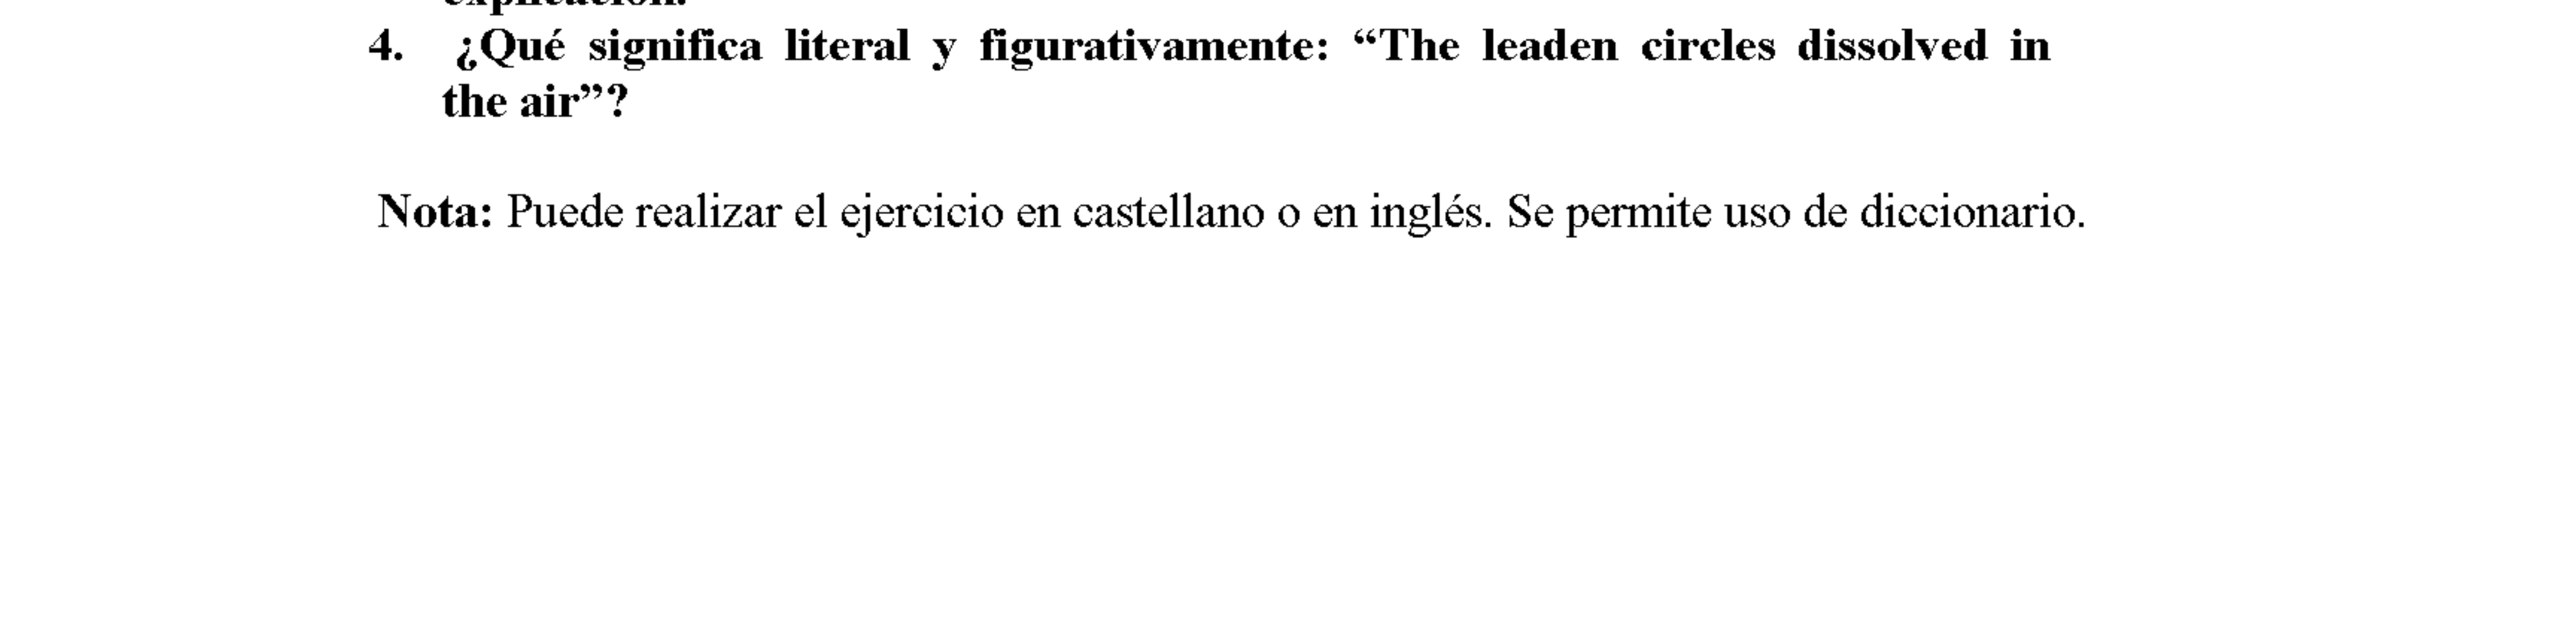 4. ¿Qué significa literal y figurativamente: “The leaden circles dissolved in
the air”?
Nota: Puede realizar el ejercicio en castellano o en inglés. Se permite uso de diccionario.